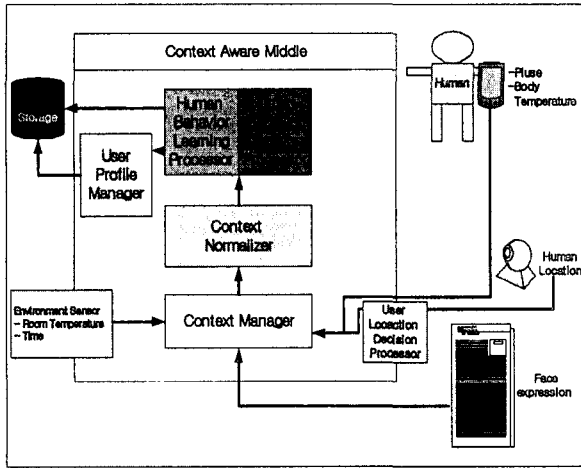 Context Aware Middle
Storage
Human
Behavior
Learning
Processor
User
Profile
Manager
Context
Normalizer
Environment Sensor
- Room Temperature
- Time
Context Manager
User
Location
Decision
Processor
Human
-Pluse
-Body
Temperature
Human
Location
Face
expression